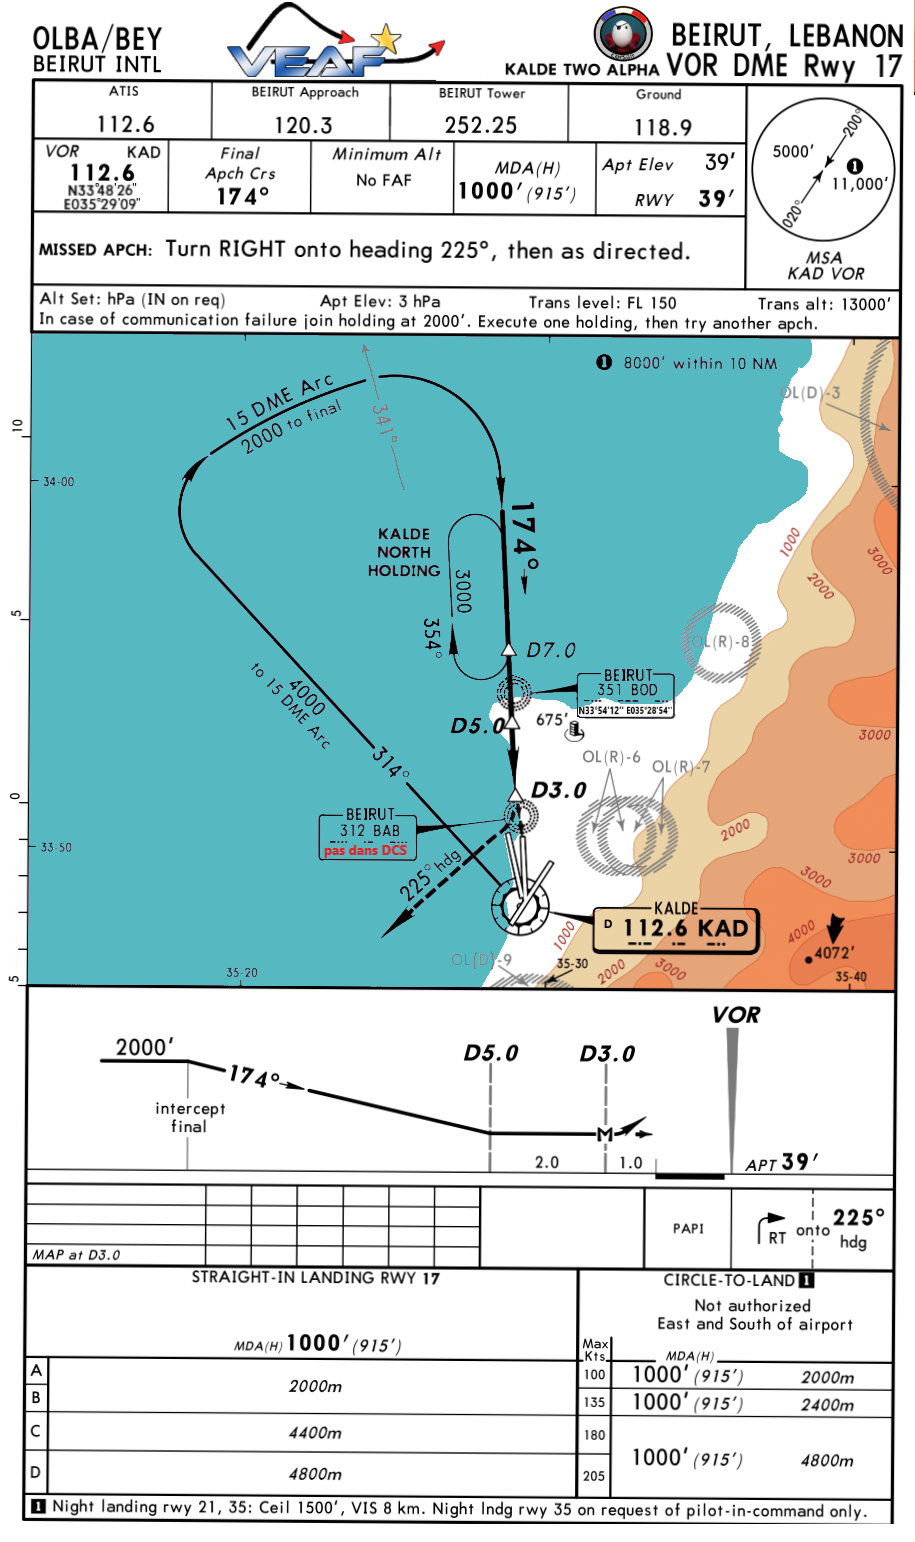 OLBA/BEY
BEIRUT INTL
VEAF
BEIRUT, LEBANON
KALDE TWO ALPHA VOR DME Rwy 17
ATIS
112.6
BEIRUT Approach
120.3
BEIRUT Tower
252.25
Ground
118.9
VOR KAD
112.6
N33°48'26"
E035°29'09"
Final
Apch Crs
174°
Minimum Alt
No FAF
MDA(H)
1000' (915')
Apt Elev 39'
RWY 39'
5000'
200°
1
11,000'
020°
MSA
KAD VOR
MISSED APCH: Turn RIGHT onto heading 225°, then as directed.
Alt Set: hPa (IN on req) Apt Elev: 3 hPa Trans level: FL 150 Trans alt: 13000'
In case of communication failure join holding at 2000'. Execute one holding, then try another apch.
1 8000' within 10 NM
OL(D)-3
15 DME Arc
2000 to final
341°
10
34-00
174°
KALDE
NORTH
HOLDING
3000
354°
1000
2000
3000
5
OL(R)-8
D7.0
BEIRUT
351 BOD
N33°54'12" E035°28'54"
4000
to 15 DME Arc
D5.0
675'
3000
OL(R)-6
OL(R)-7
314°
D3.0
0
BEIRUT
312 BAB
pas dans DCS
33-50
2000
3000
3000
225° hdg
KALDE
D 112.6 KAD
1000
4000
4072'
OL(D)-9
35-20
35-30
2000
3000
35-40
5
VOR
2000'
174°
D5.0
D3.0
intercept
final
M
2.0
1.0
APT 39'
MAP at D3.0
PAPI
RT onto 225°
hdg
STRAIGHT-IN LANDING RWY 17
MDA(H) 1000' (915')
CIRCLE-TO-LAND 1
Not authorized
East and South of airport
Max
Kts
MDA(H)
A
B
2000m
100 1000' (915') 2000m
135 1000' (915') 2400m
C 4400m
180
1000' (915') 4800m
D 4800m
205
1 Night landing rwy 21, 35: Ceil 1500', VIS 8 km. Night lndg rwy 35 on request of pilot-in-command only.